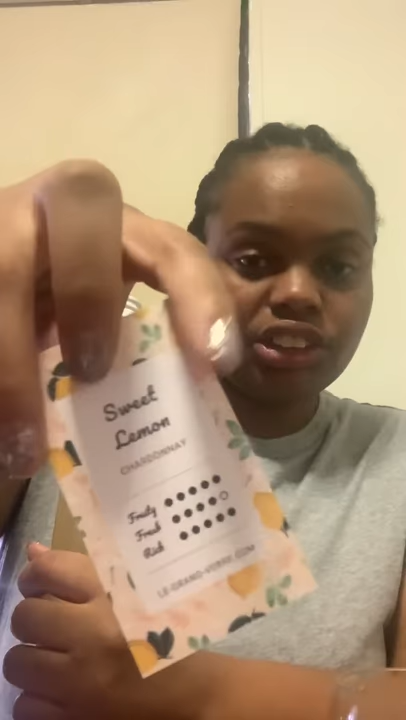 Sweet
Lemon
CHARDONNAY
Fruity
Fresh
Rich
LE-GRAND-VERRE.COM